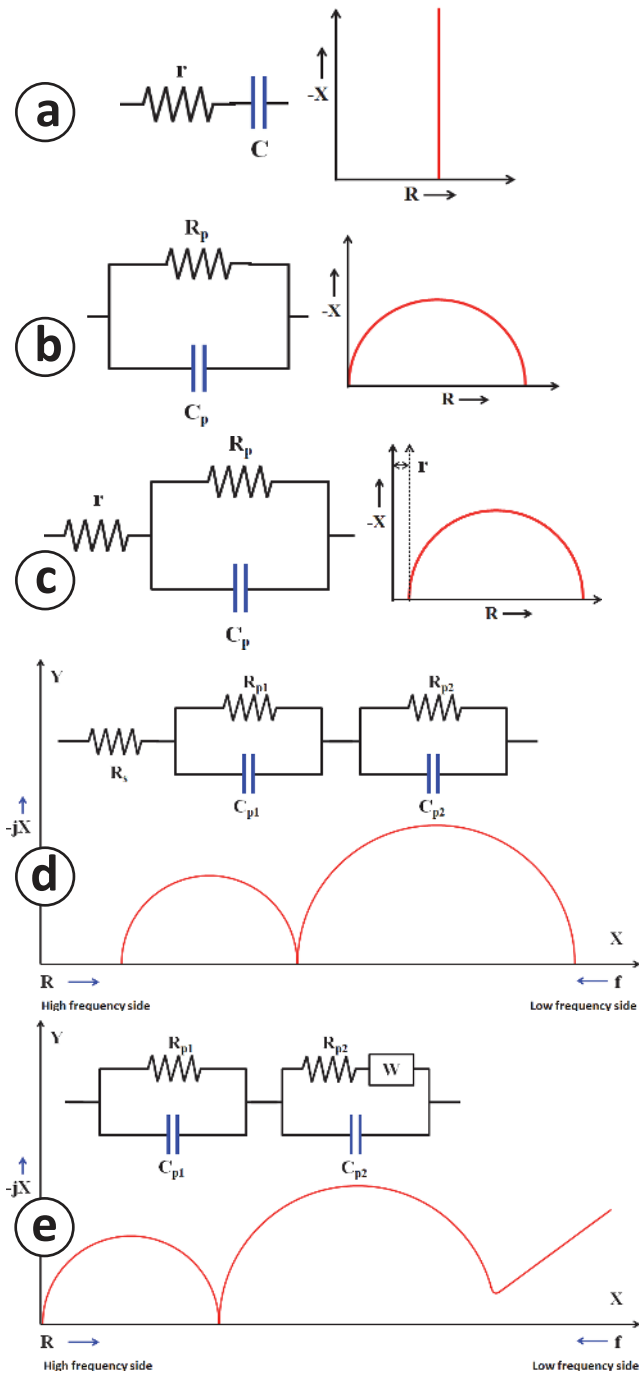 a
r
C
-X
R
b
Rp
Cp
-X
R
c
r
Rp
Cp
r
-X
R
d
Y
Rs
Rp1
Cp1
Rp2
Cp2
-jX
X
R
f
High frequency side
Low frequency side
e
Y
Rp1
Cp1
Rp2
W
Cp2
-jX
X
R
f
High frequency side
Low frequency side